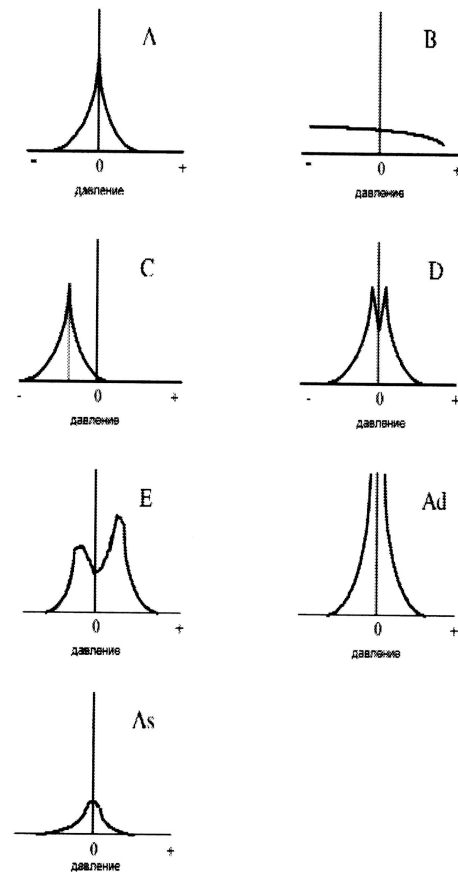 A B
- 0 + - 0 +
давление давление
C D
- 0 + - 0 +
давление давление
E Ad
0 + 0 +
давление давление
As
0 +
давление